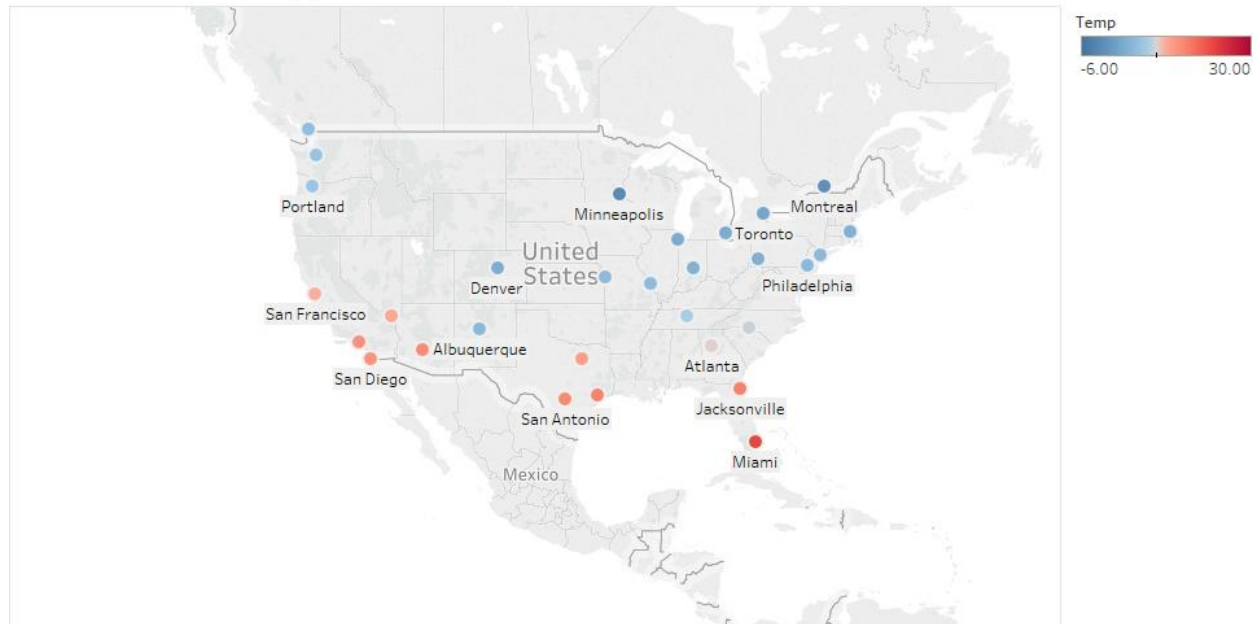 Temp
-6.00 30.00
Portland
Minneapolis
Montreal
Toronto
United
States
Denver
Philadelphia
San Francisco
Albuquerque
Atlanta
San Diego
Jacksonville
San Antonio
Miami
Mexico